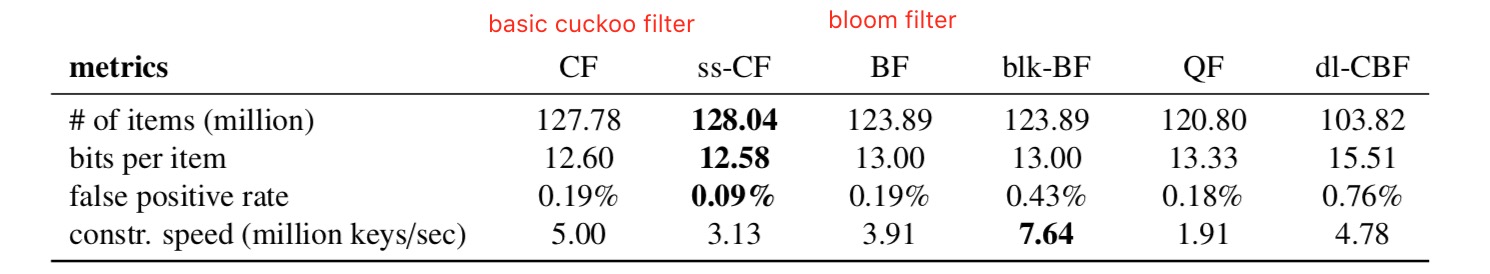 basic cuckoo filter bloom filter
metrics CF ss-CF BF blk-BF QF dl-CBF
# of items (million) 127.78 128.04 123.89 123.89 120.80 103.82
bits per item 12.60 12.58 13.00 13.00 13.33 15.51
false positive rate 0.19% 0.09% 0.19% 0.43% 0.18% 0.76%
constr. speed (million keys/sec) 5.00 3.13 3.91 7.64 1.91 4.78